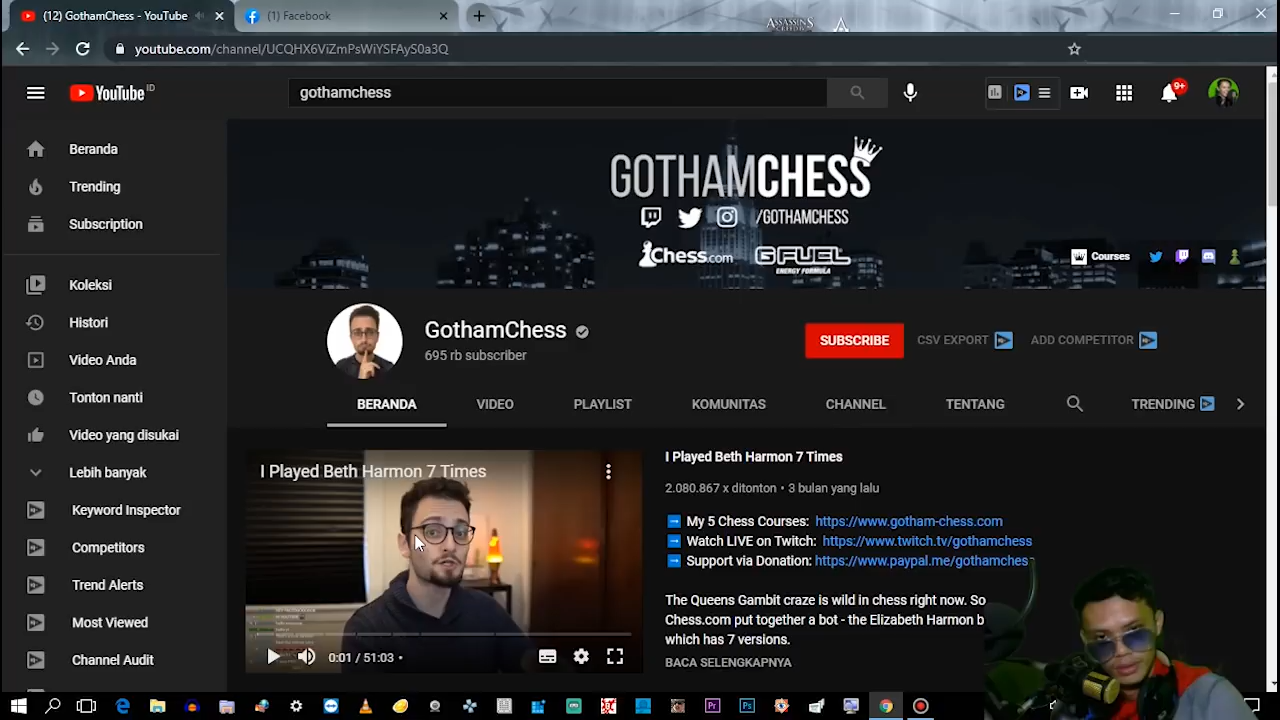 (12) GothamChess - YouTube
(1) Facebook
ASSASSINS
youtube.com/channel/UCQHX6ViZmPsWiYSFAyS0a3Q
YouTube ID
gothamchess
9+
Beranda
Trending
Subscription
Koleksi
Histori
Video Anda
Tonton nanti
Video yang disukai
Lebih banyak
Keyword Inspector
Competitors
Trend Alerts
Most Viewed
Channel Audit
GOTHAMCHESS
/GOTHAMCHESS
Chess.com
G FUEL
ENERGY FORMULA
Courses
GothamChess
695 rb subscriber
SUBSCRIBE
CSV EXPORT
ADD COMPETITOR
BERANDA
VIDEO
PLAYLIST
KOMUNITAS
CHANNEL
TENTANG
TRENDING
I Played Beth Harmon 7 Times
0:01 / 51:03
I Played Beth Harmon 7 Times
2.080.867 x ditonton • 3 bulan yang lalu
My 5 Chess Courses: https://www.gotham-chess.com
Watch LIVE on Twitch: https://www.twitch.tv/gothamchess
Support via Donation: https://www.paypal.me/gothamches
The Queens Gambit craze is wild in chess right now. So
Chess.com put together a bot - the Elizabeth Harmon b
which has 7 versions.
BACA SELENGKAPNYA
Pr
Ps